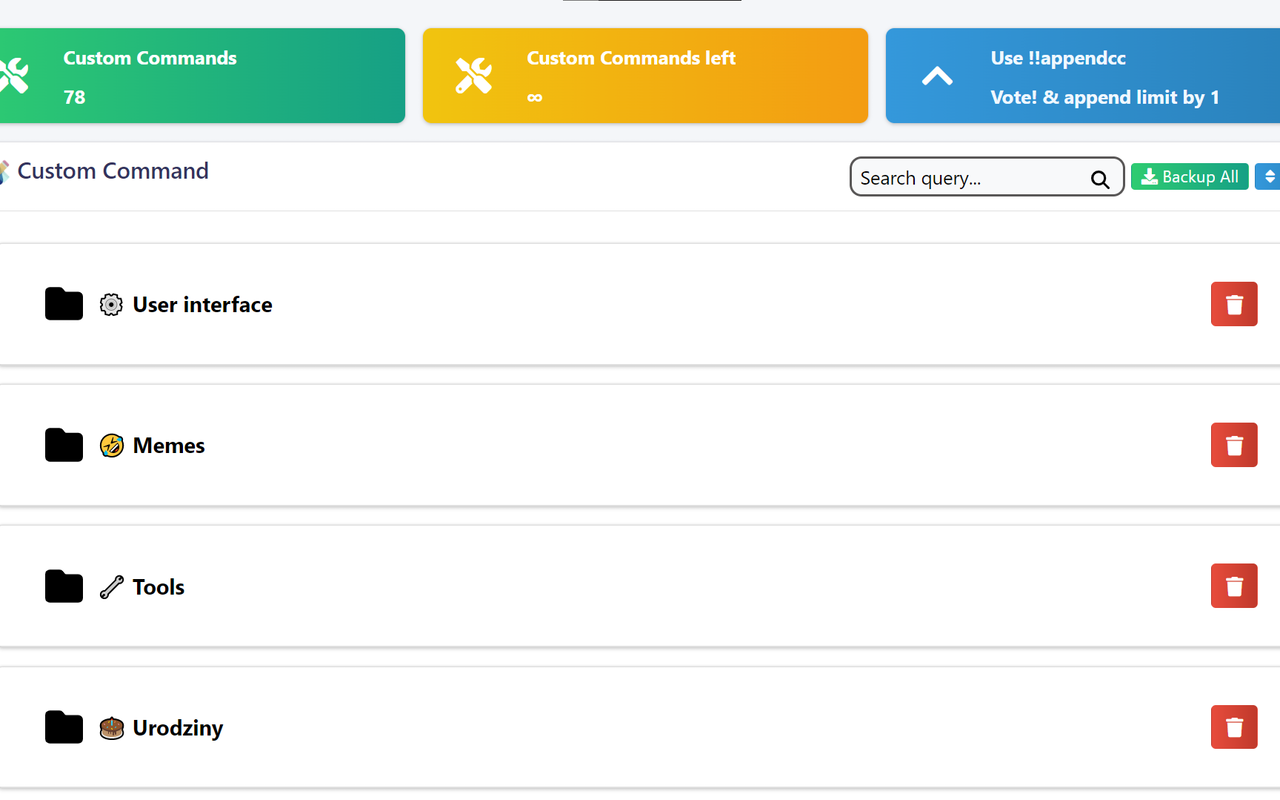 Custom Commands
78
Custom Commands left
∞
Use !!appendcc
Vote! & append limit by 1
Custom Command
Search query...
Backup All
User interface
Memes
Tools
Urodziny